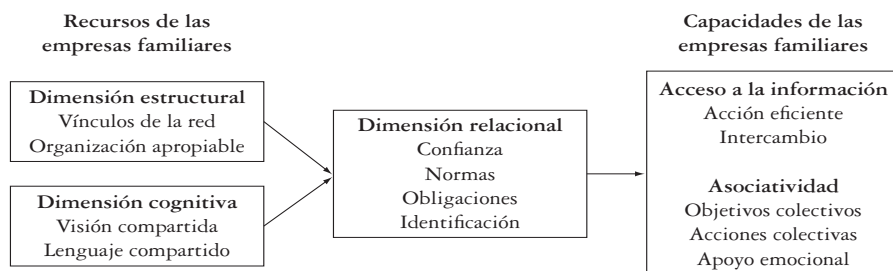 Recursos de las
empresas familiares
Capacidades de las
empresas familiares
Dimensión estructural
Vínculos de la red
Organización apropiable
Dimensión cognitiva
Visión compartida
Lenguaje compartido
Dimensión relacional
Confianza
Normas
Obligaciones
Identificación
Acceso a la información
Acción eficiente
Intercambio
Asociatividad
Objetivos colectivos
Acciones colectivas
Apoyo emocional